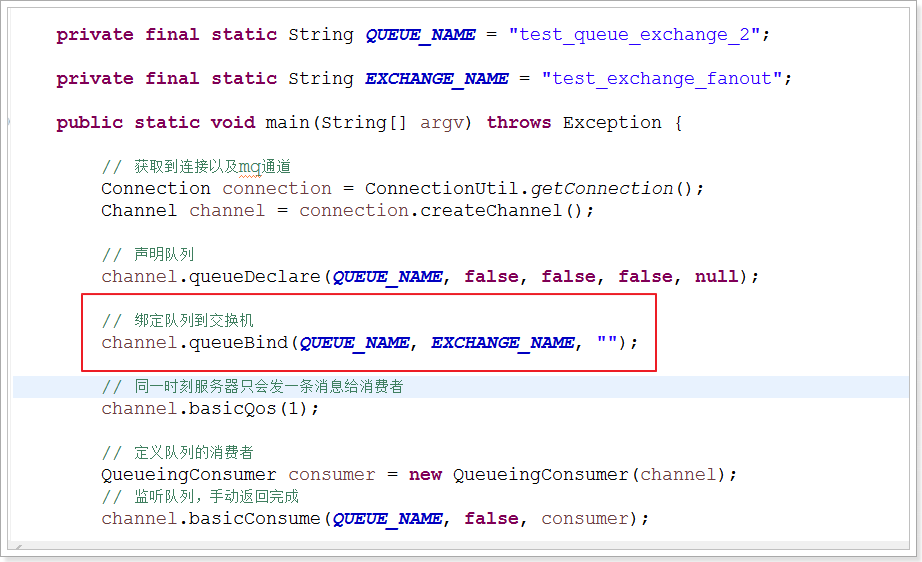 private final static String QUEUE_NAME = "test_queue_exchange_2";
private final static String EXCHANGE_NAME = "test_exchange_fanout";
public static void main(String[] argv) throws Exception {
// 获取到连接以及mq通道
Connection connection = ConnectionUtil.getConnection();
Channel channel = connection.createChannel();
// 声明队列
channel.queueDeclare(QUEUE_NAME, false, false, false, null);
// 绑定队列到交换机
channel.queueBind(QUEUE_NAME, EXCHANGE_NAME, "");
// 同一时刻服务器只会发一条消息给消费者
channel.basicQos(1);
// 定义队列的消费者
QueueingConsumer consumer = new QueueingConsumer(channel);
// 监听队列，手动返回完成
channel.basicConsume(QUEUE_NAME, false, consumer);